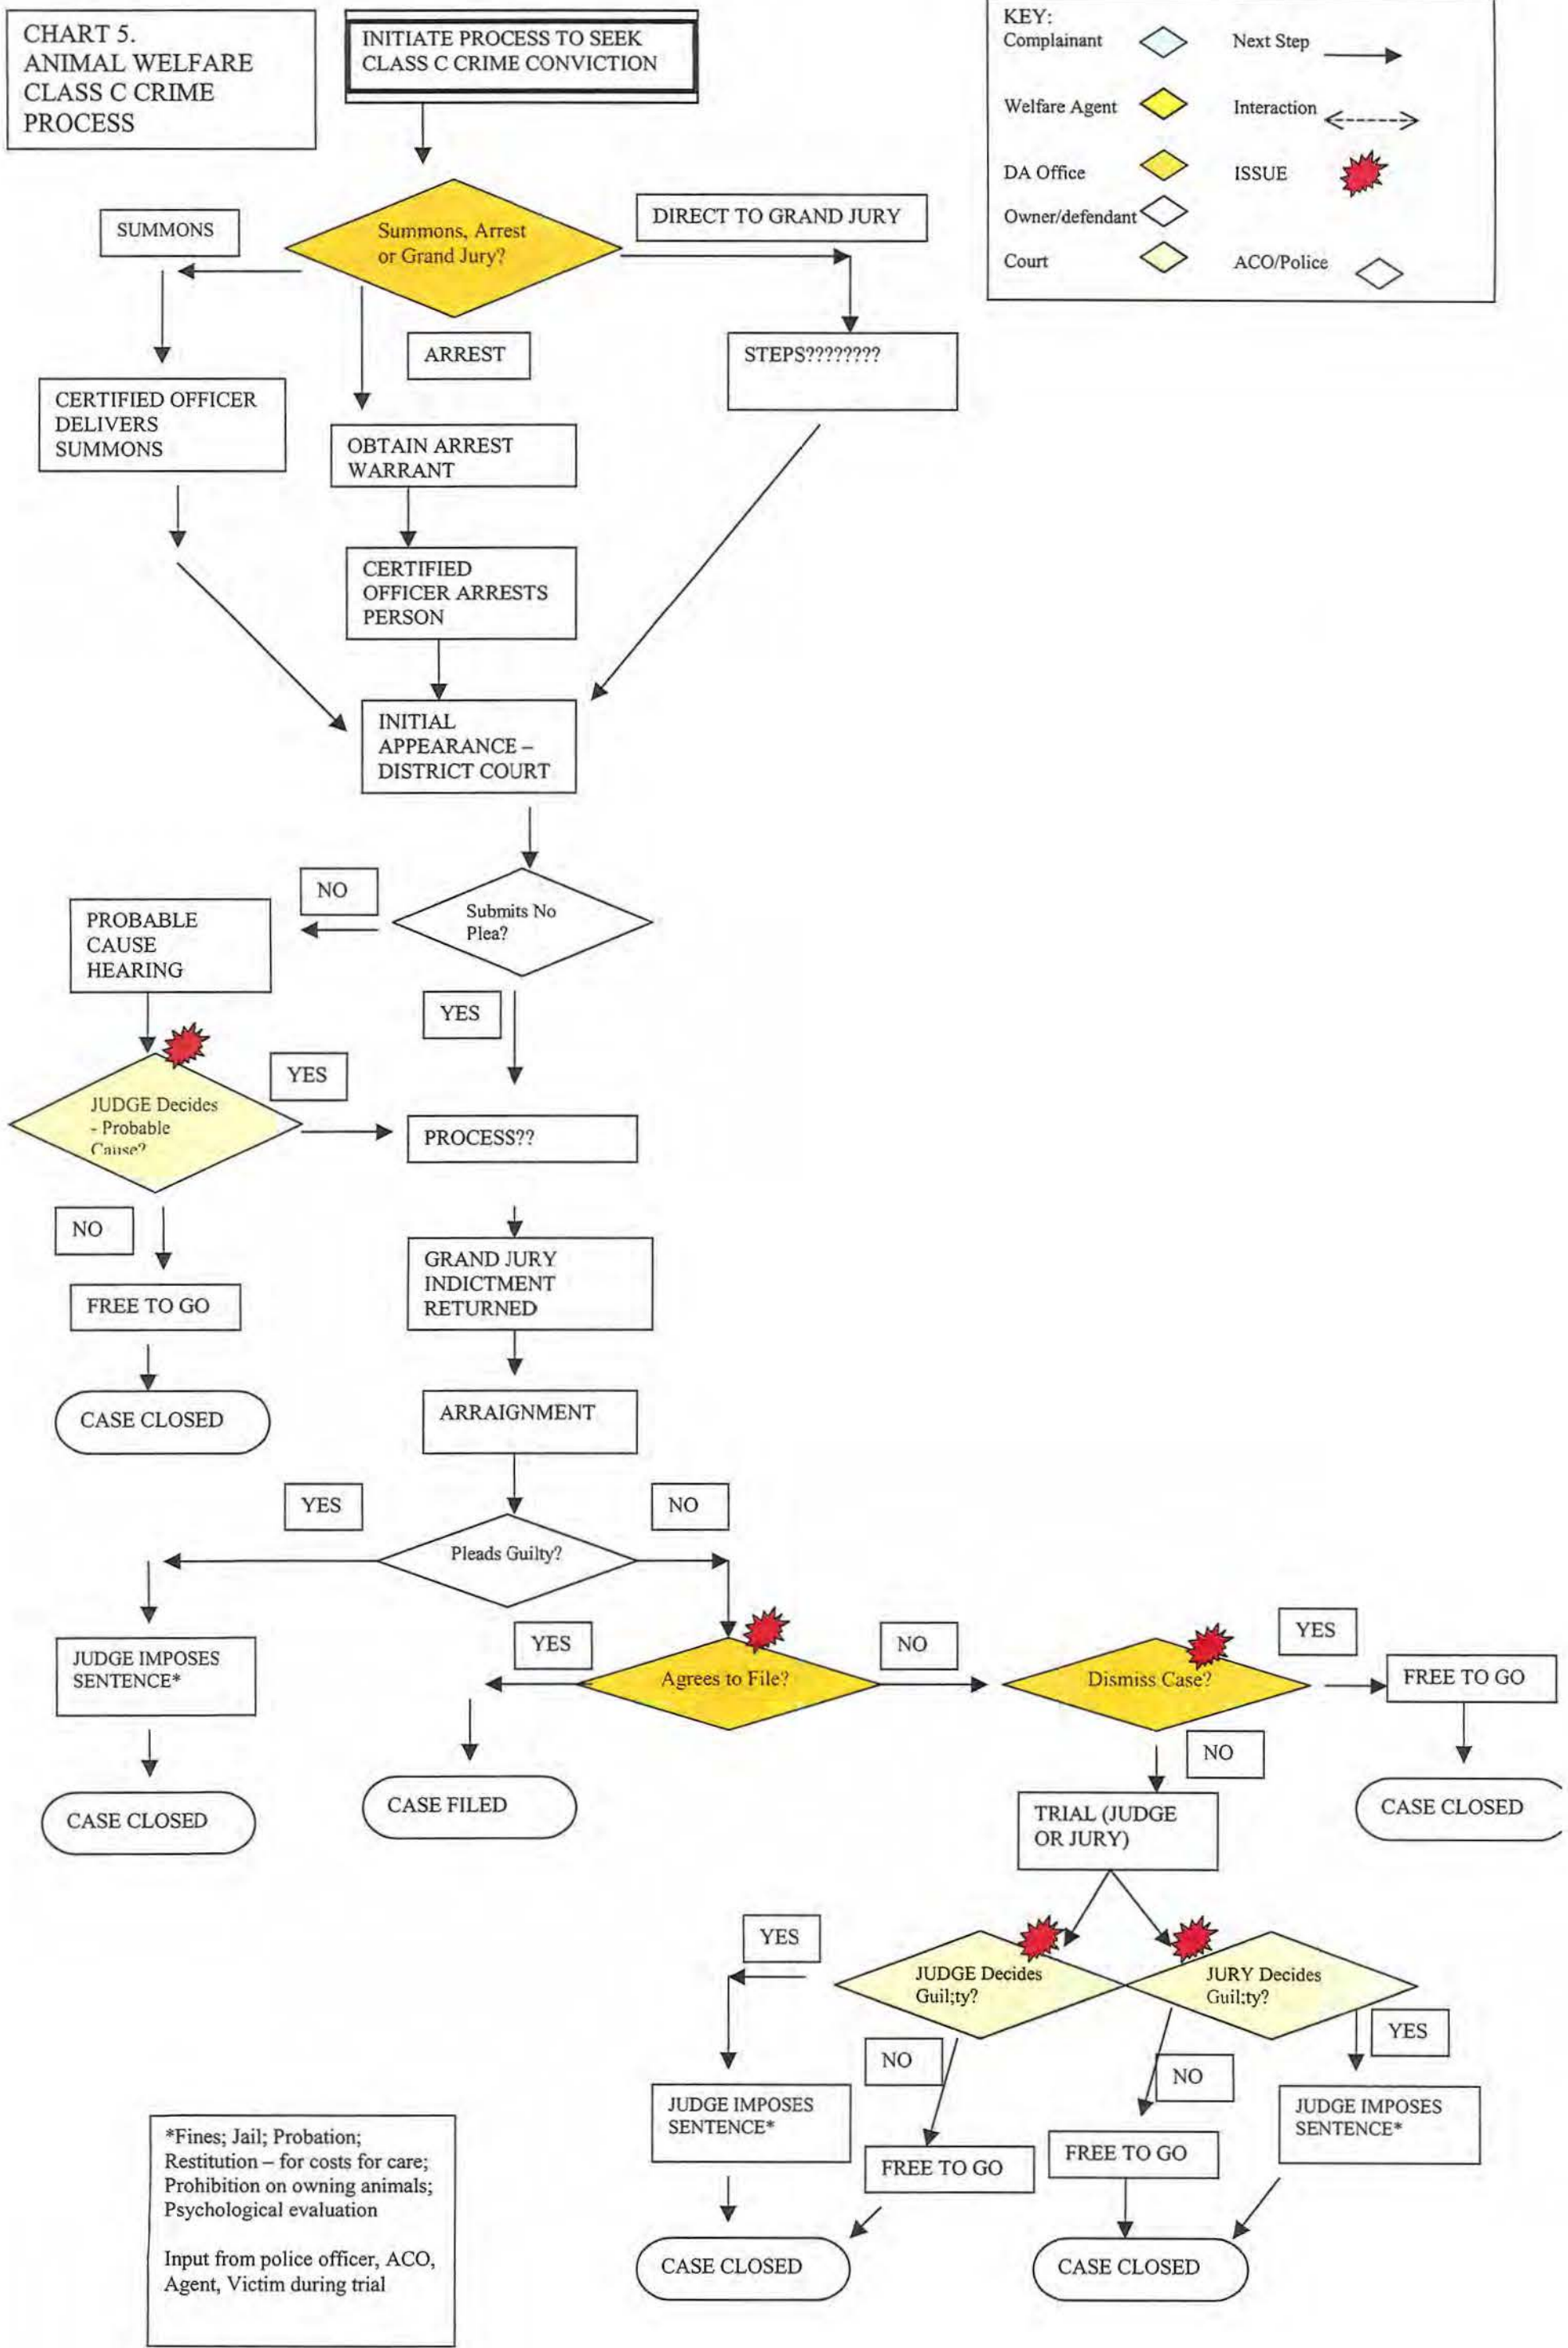 CHART 5.
ANIMAL WELFARE
CLASS C CRIME
PROCESS
INITIATE PROCESS TO SEEK
CLASS C CRIME CONVICTION
KEY:
Complainant
Next Step
Welfare Agent
Interaction
DA Office
ISSUE
Owner/defendant
Court
ACO/Police
SUMMONS
Summons, Arrest
or Grand Jury?
DIRECT TO GRAND JURY
ARREST
STEPS????????
CERTIFIED OFFICER
DELIVERS
SUMMONS
OBTAIN ARREST
WARRANT
CERTIFIED
OFFICER ARRESTS
PERSON
INITIAL
APPEARANCE –
DISTRICT COURT
NO
Submits No
Plea?
PROBABLE
CAUSE
HEARING
YES
YES
JUDGE Decides
- Probable
Cause?
PROCESS??
NO
FREE TO GO
GRAND JURY
INDICTMENT
RETURNED
CASE CLOSED
ARRAIGNMENT
YES
NO
Pleads Guilty?
YES
NO
YES
JUDGE IMPOSES
SENTENCE*
Agrees to File?
Dismiss Case?
FREE TO GO
NO
CASE CLOSED
CASE FILED
TRIAL (JUDGE
OR JURY)
CASE CLOSED
YES
JUDGE Decides
Guil;ty?
JURY Decides
Guil;ty?
YES
NO
NO
JUDGE IMPOSES
SENTENCE*
FREE TO GO
FREE TO GO
JUDGE IMPOSES
SENTENCE*
CASE CLOSED
CASE CLOSED
*Fines; Jail; Probation;
Restitution – for costs for care;
Prohibition on owning animals;
Psychological evaluation
Input from police officer, ACO,
Agent, Victim during trial